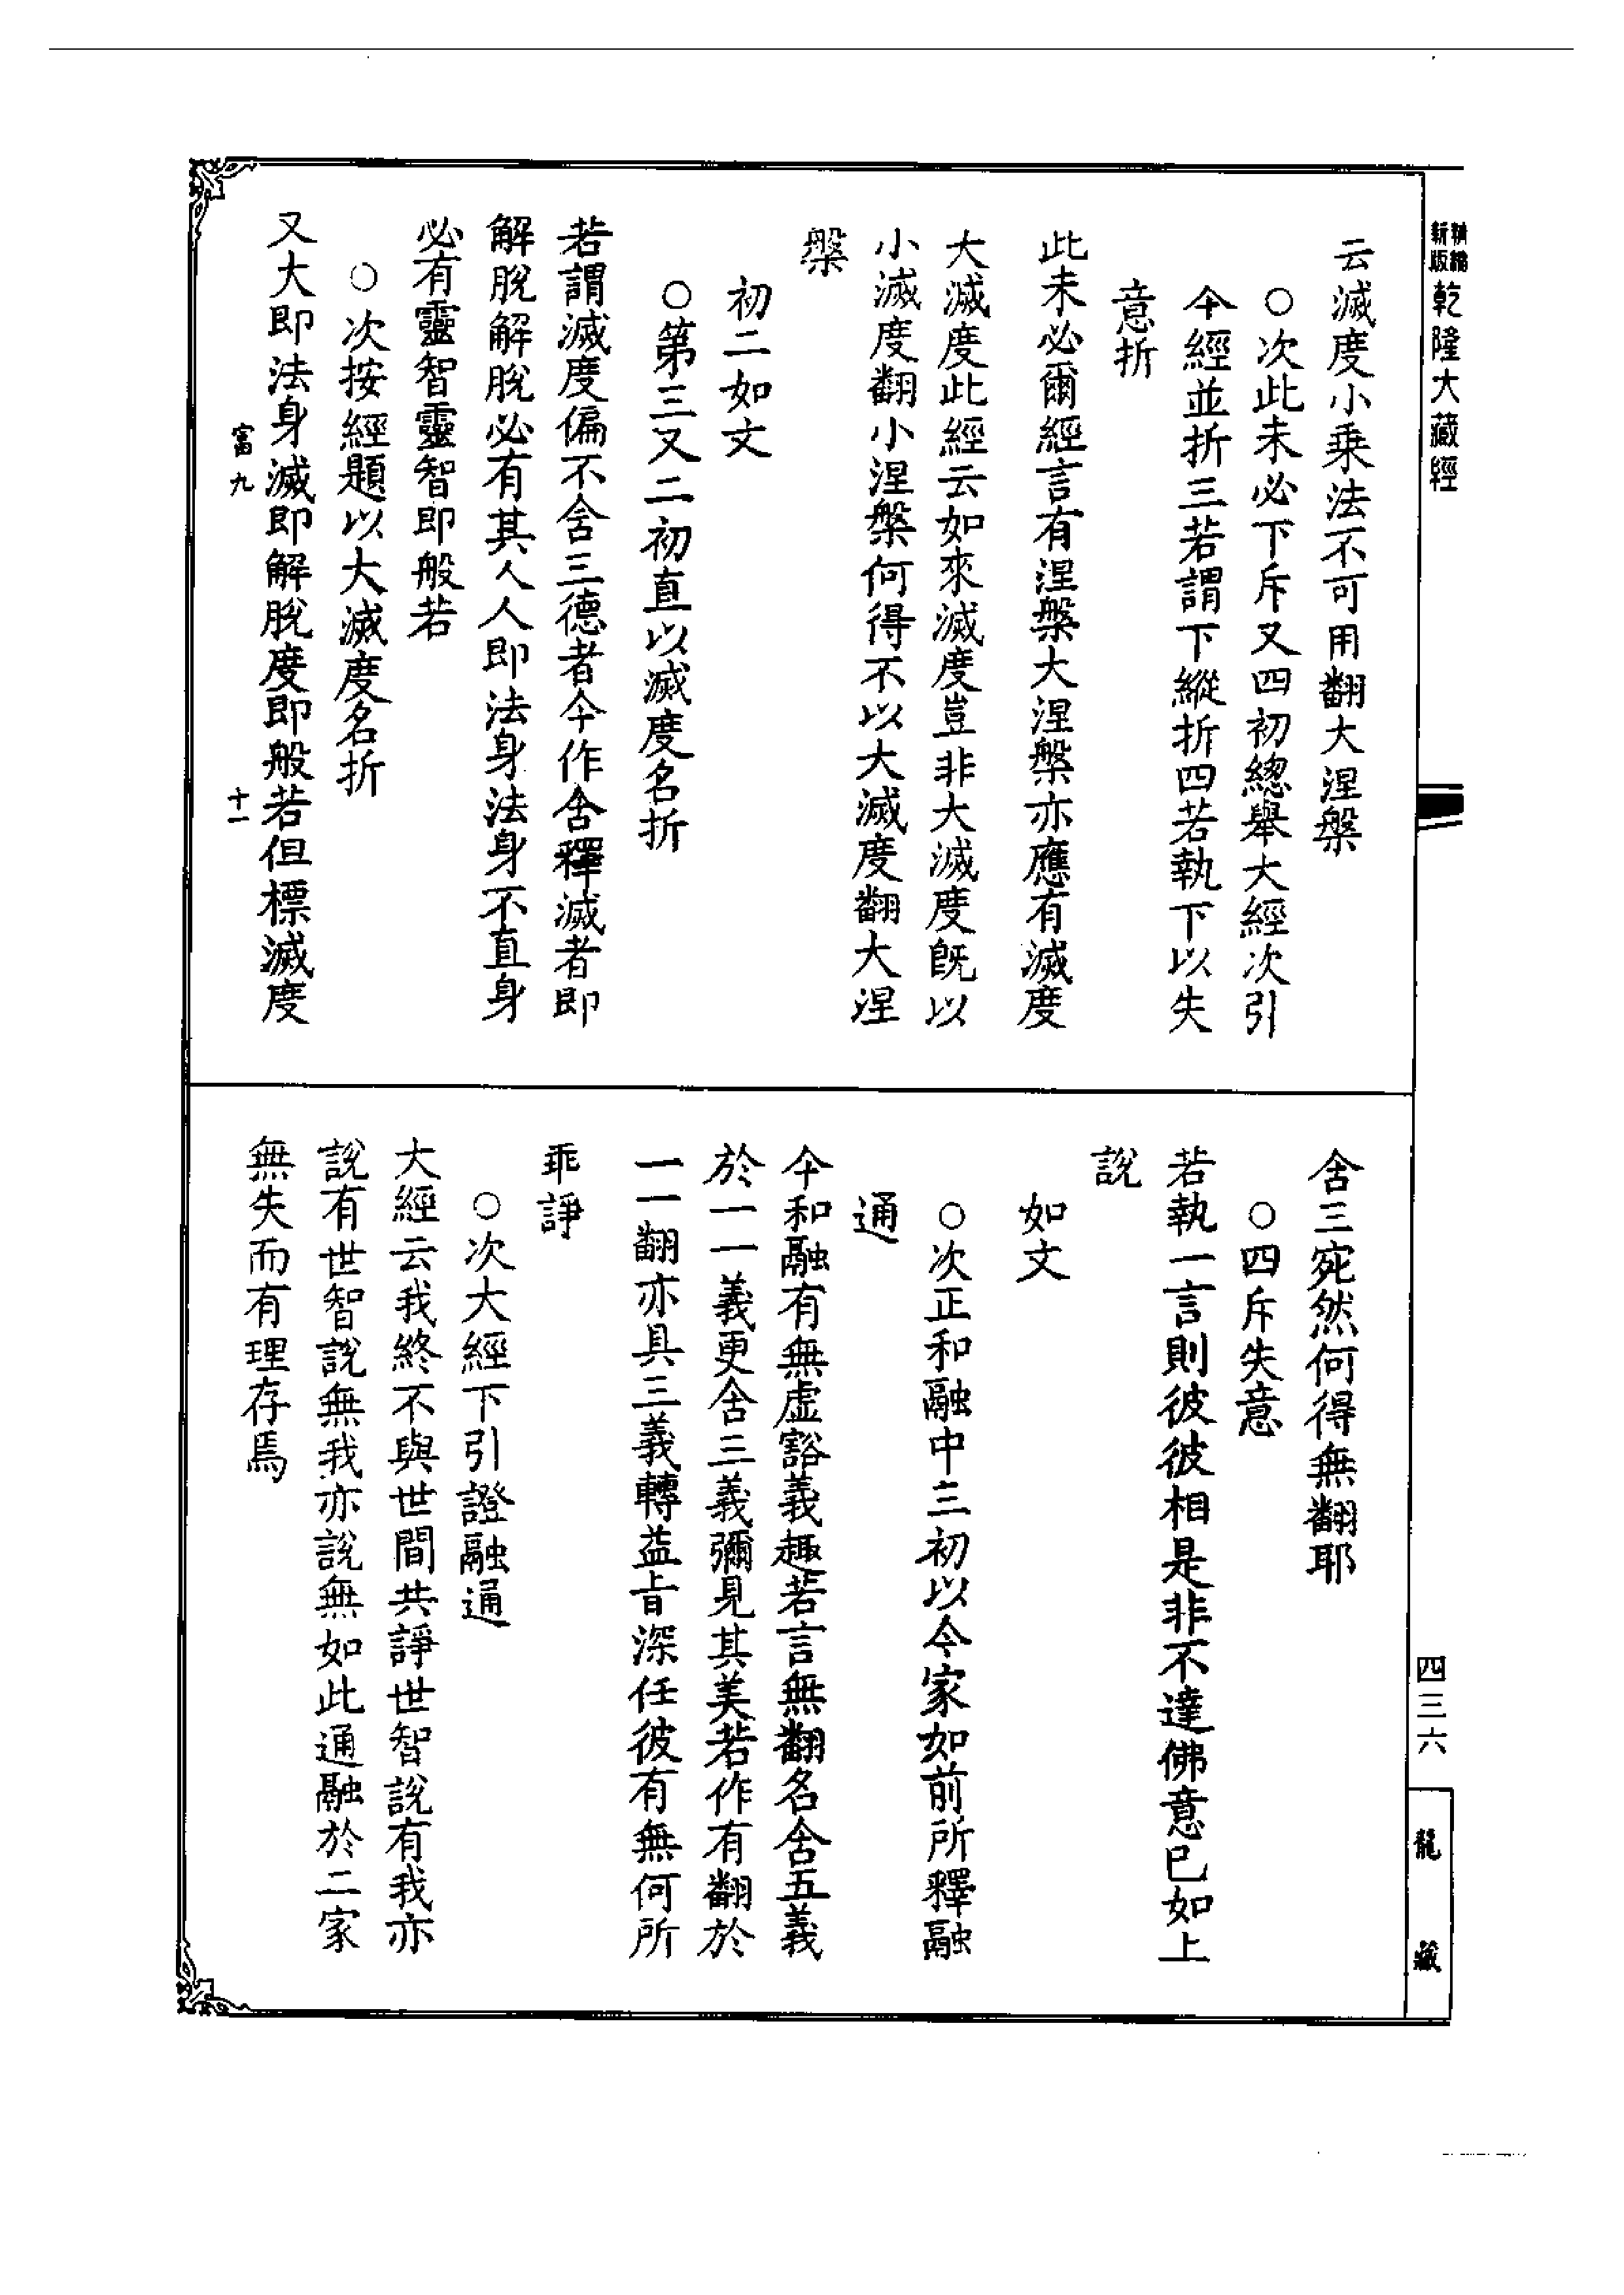 新版
精縮
乾隆大藏經
云滅度小乘法不可用翻大涅槃
○次此未必下斥又四初總舉大經次引
今經並折三若謂下縱折四若執下以失
意折
此未必爾經言有涅槃大涅槃亦應有滅度
大滅度此經云如來滅度豈非大滅度既以
小滅度翻小涅槃何得不以大滅度翻大涅
槃
初二如文
○第三又二初直以滅度名折
若謂滅度偏不含三德者今作含釋滅者即
解脫解脫必有其人人即法身法身不直身
必有靈智靈智即般若
○次按經題以大滅度名折
又大即法身滅即解脫度即般若但標滅度
富九
十一
含三宛然何得無翻耶
○四斥失意
若執一言則彼彼相是非不達佛意已如上
說
如文
○次正和融中三初以今家如前所釋融
通
今和融有無虛豁義趣若言無翻名含五義
於一一義更含三義彌見其美若作有翻於
一一翻亦具三義轉益旨深任彼有無何所
乖諍
○次大經下引證融通
大經云我終不與世間共諍世智說有我亦
說有世智說無我亦說無如此通融於二家
無失而有理存焉
四三六
龍藏